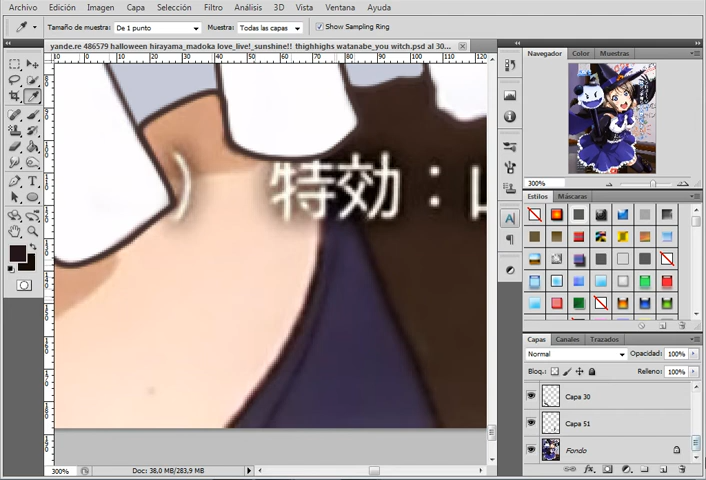 Archivo Edición Imagen Capa Selección Filtro Análisis 3D Vista Ventana Ayuda
Tamaño de muestra: De 1 punto Muestra: Todas las capas Show Sampling Ring
yande.re 486579 halloween hirayama_madoka love_live!_sunshine!! thighhighs watanabe_you witch.psd al 30...
Navegador Color Muestras
300%
Estilos Máscaras
) 特効：
Capas Canales Trazados
Normal Opacidad: 100%
Bloq.: Relleno: 100%
Capa 30
Capa 51
Fondo
300% Doc: 38,0 MB/283,9 MB